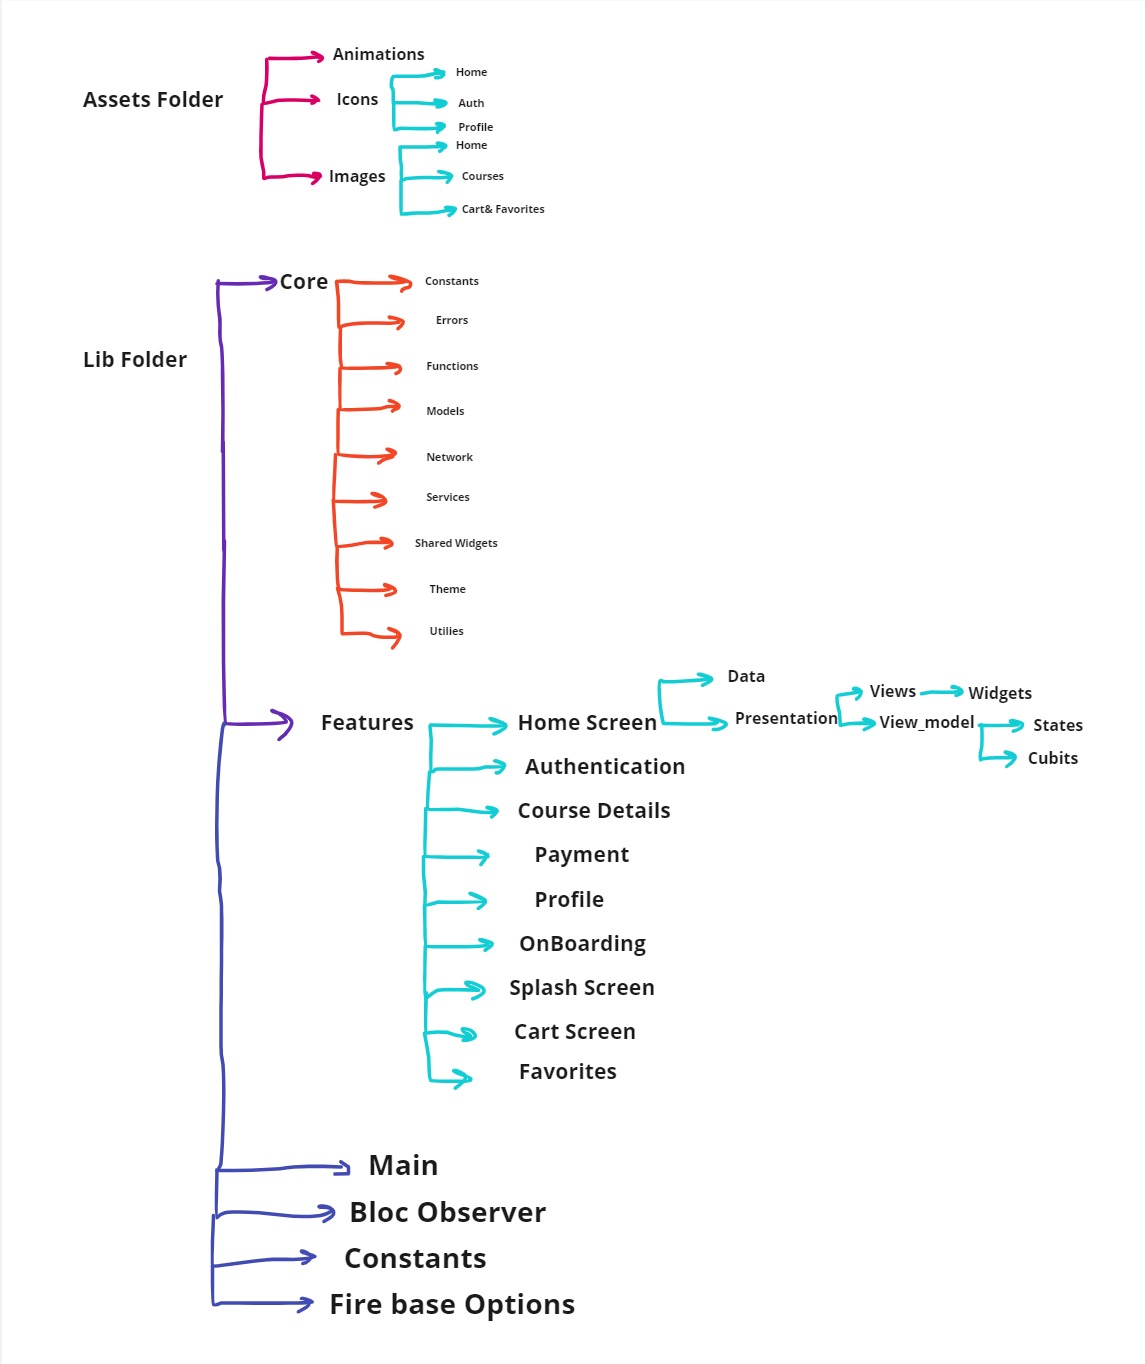 Animations
Home
Assets Folder
Icons
Auth
Profile
Home
Images
Courses
Cart& Favorites
Core
Constants
Errors
Lib Folder
Functions
Models
Network
Services
Shared Widgets
Theme
Utilies
Data
Views
Widgets
Features
Home Screen
Presentation
View_model
States
Cubits
Authentication
Course Details
Payment
Profile
OnBoarding
Splash Screen
Cart Screen
Favorites
Main
Bloc Observer
Constants
Fire base Options